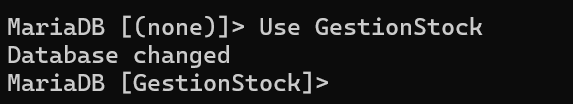 MariaDB [(none)]> Use GestionStock
Database changed
MariaDB [GestionStock]>